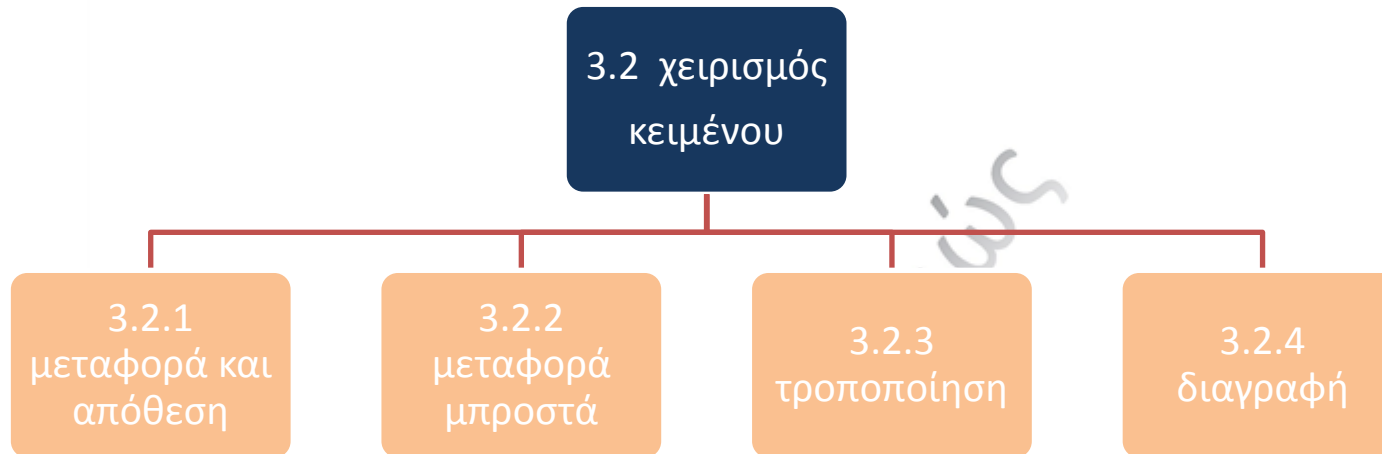 3.2 χειρισμός
κειμένου
3.2.1
μεταφορά και
απόθεση
3.2.2
μεταφορά
μπροστά
3.2.3
τροποποίηση
3.2.4
διαγραφή